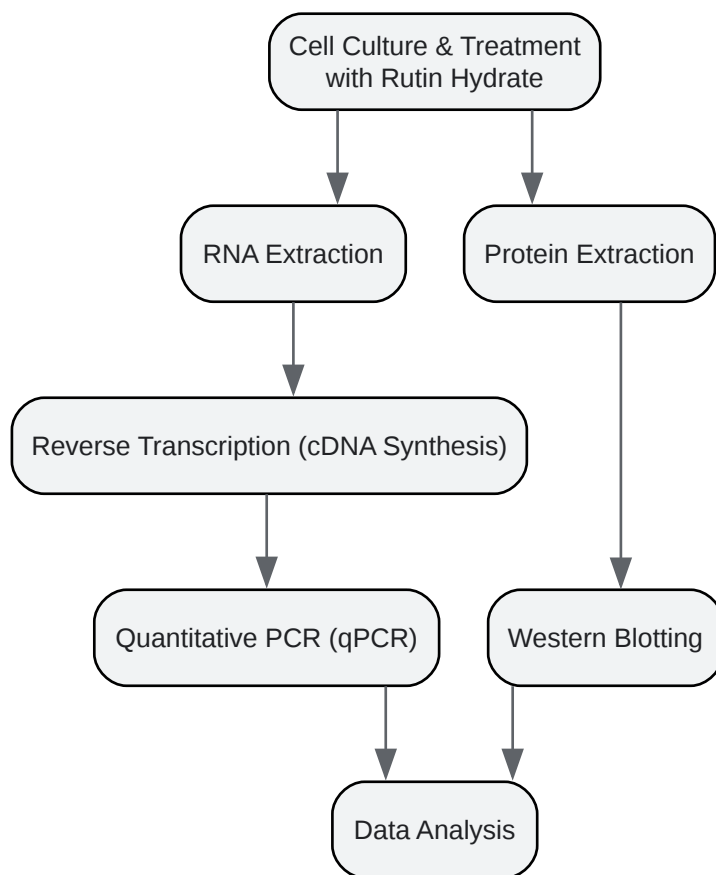 Cell Culture & Treatment
with Rutin Hydrate
RNA Extraction
Protein Extraction
Reverse Transcription (cDNA Synthesis)
Quantitative PCR (qPCR)
Western Blotting
Data Analysis